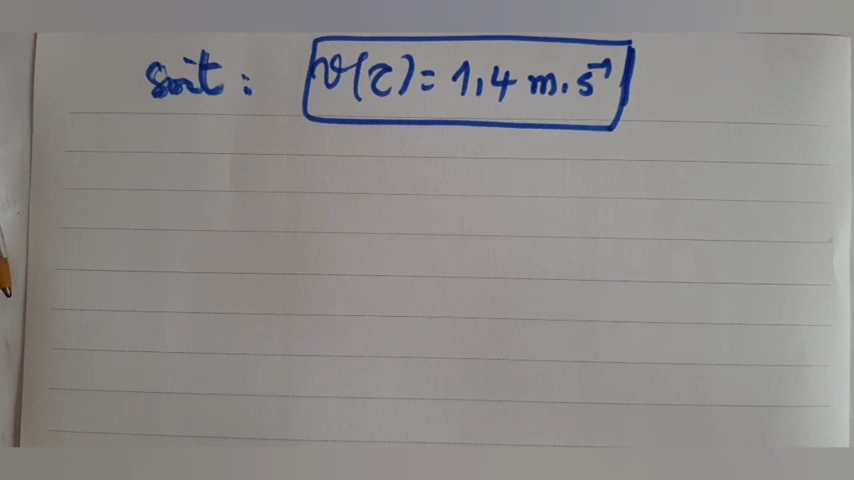 Soit : v(τ) = 1,4 m.s⁻¹